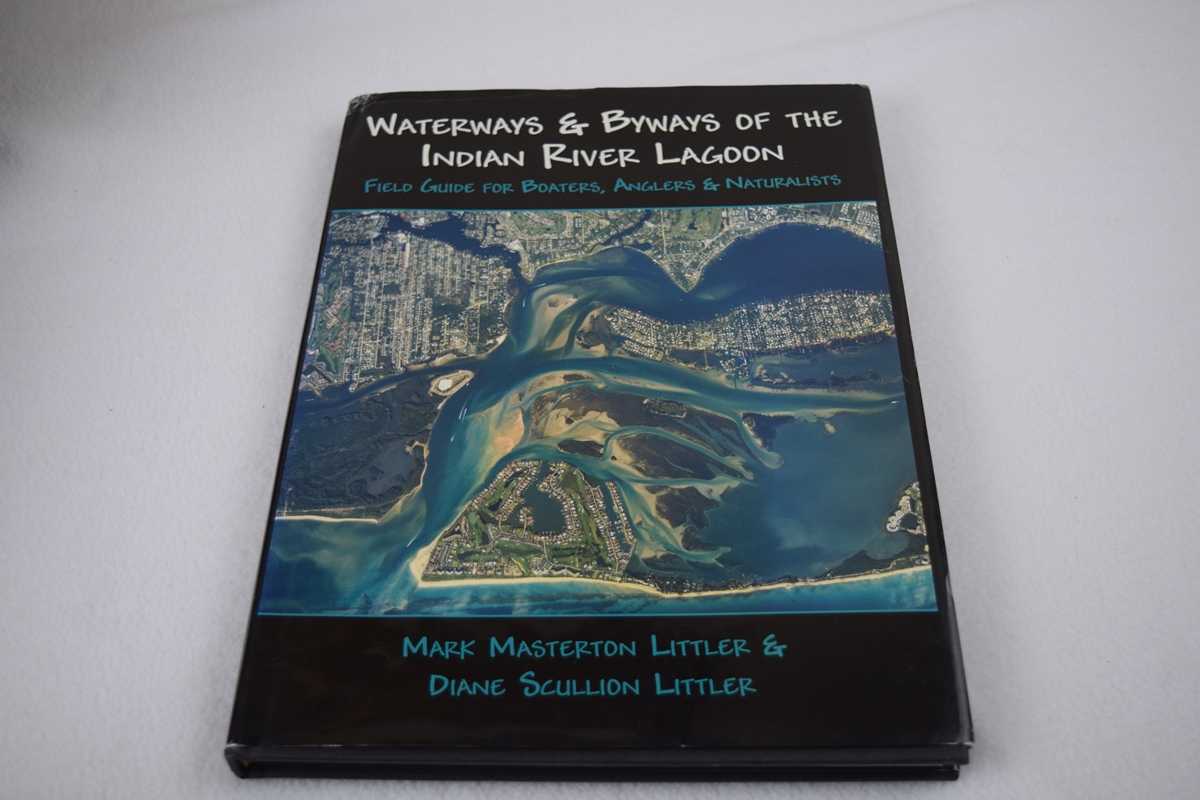 WATERWAYS & BYWAYS OF THE
INDIAN RIVER LAGOON
FIELD GUIDE FOR BOATERS, ANGLERS & NATURALISTS
MARK MASTERTON LITTLER &
DIANE SCULLION LITTLER